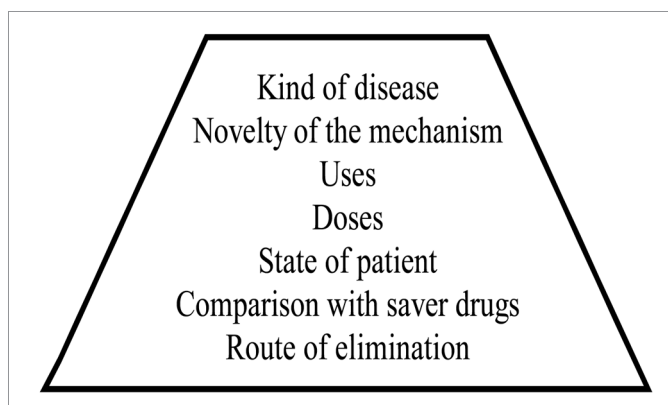 Kind of disease
Novelty of the mechanism
Uses
Doses
State of patient
Comparison with saver drugs
Route of elimination